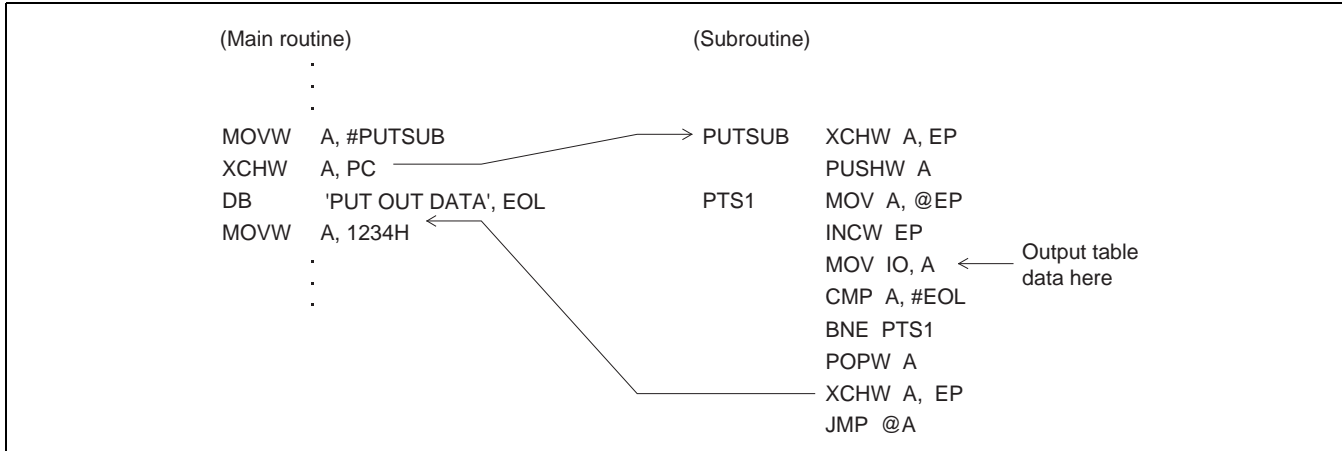 (Main routine)
.
.
.
MOVW A, #PUTSUB
XCHW A, PC
DB 'PUT OUT DATA', EOL
MOVW A, 1234H
.
.
.
(Subroutine)
PUTSUB XCHW A, EP
PUSHW A
PTS1 MOV A, @EP
INCW EP
MOV IO, A
CMP A, #EOL
BNE PTS1
POPW A
XCHW A, EP
JMP @A
Output table
data here